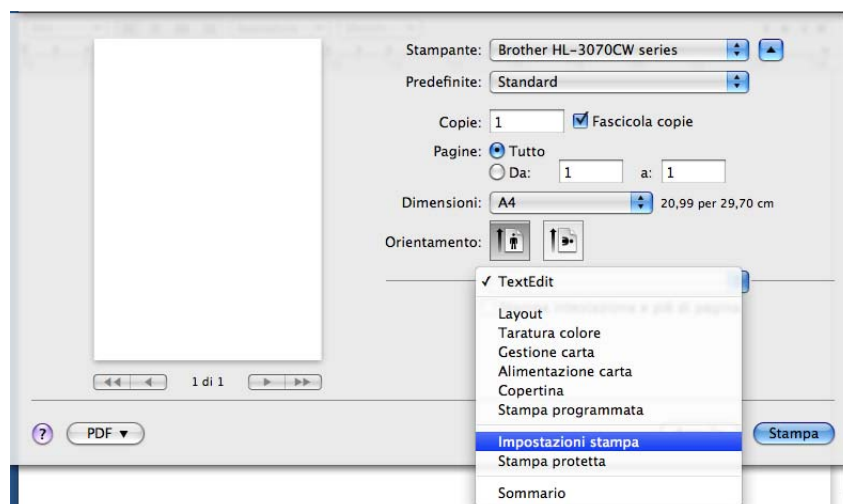 Stampante: Brother HL-3070CW series
Predefinite: Standard
Copie: 1 Fascicola copie
Pagine: Tutto
Da: 1 a: 1
Dimensioni: A4 20,99 per 29,70 cm
Orientamento:
✓ TextEdit
Layout
Taratura colore
Gestione carta
Alimentazione carta
Copertina
Stampa programmata
Impostazioni stampa
Stampa protetta
Sommario
1 di 1
? PDF ▼ Stampa